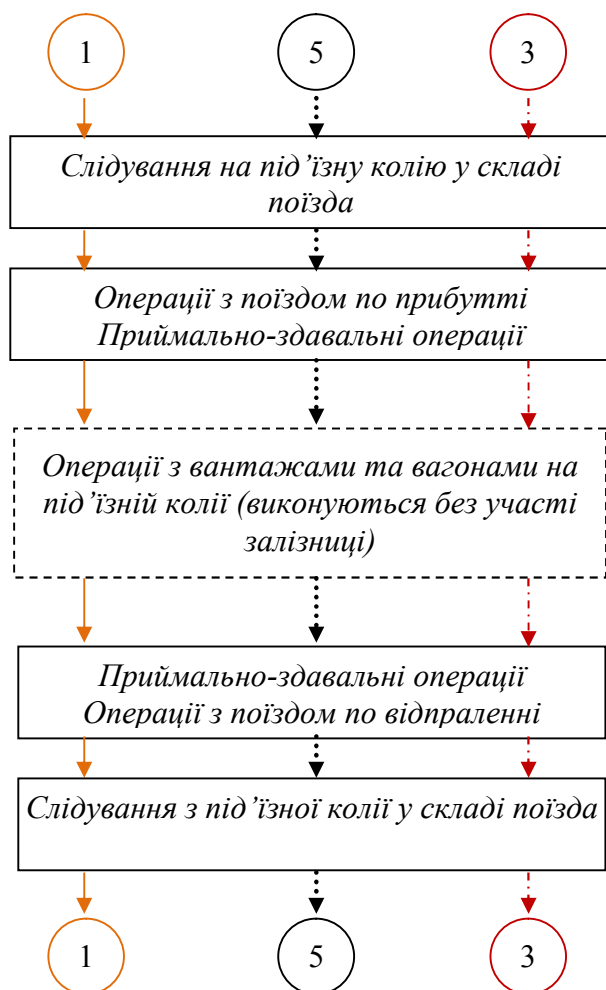 1 5 3
Слідування на під’їзну колію у складі
поїзда
Операції з поїздом по прибутті
Приймально-здавальні операції
Операції з вантажами та вагонами на
під’їзній колії (виконуються без участі
залізниці)
Приймально-здавальні операції
Операції з поїздом по відпраленні
Слідування з під’їзної колії у складі поїзда
1 5 3